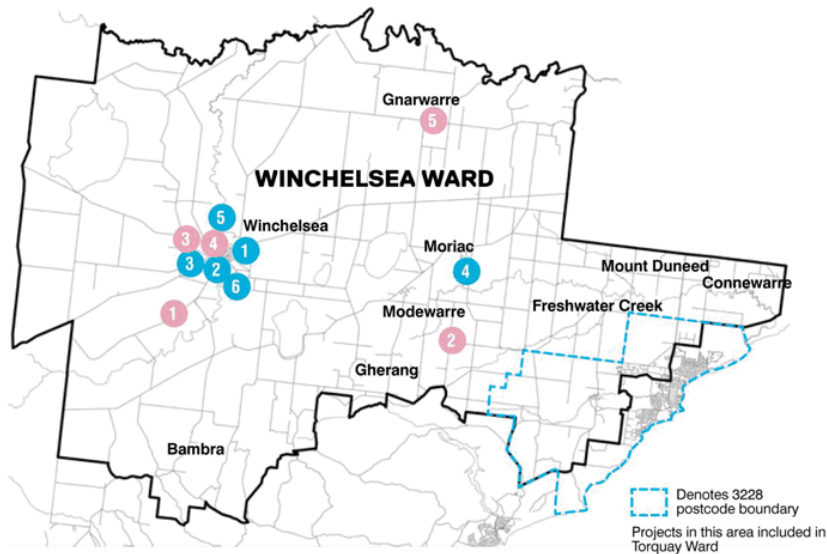 Gnarwarre
5
WINCHELSEA WARD
5
Winchelsea
3
4
1
3
2
6
Moriac
4
Mount Duneed
Connewarre
Freshwater Creek
1
Modewarre
2
Gherang
Bambra
Denotes 3228
postcode boundary
Projects in this area included in
Torquay Ward